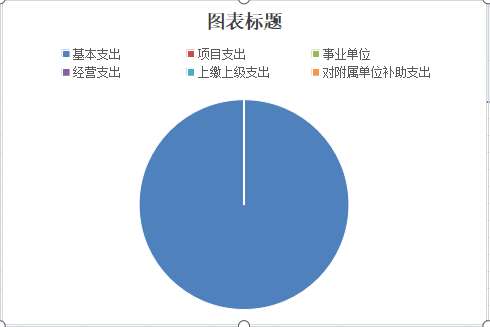 图表标题
基本支出 项目支出 事业单位
经营支出 上缴上级支出 对附属单位补助支出